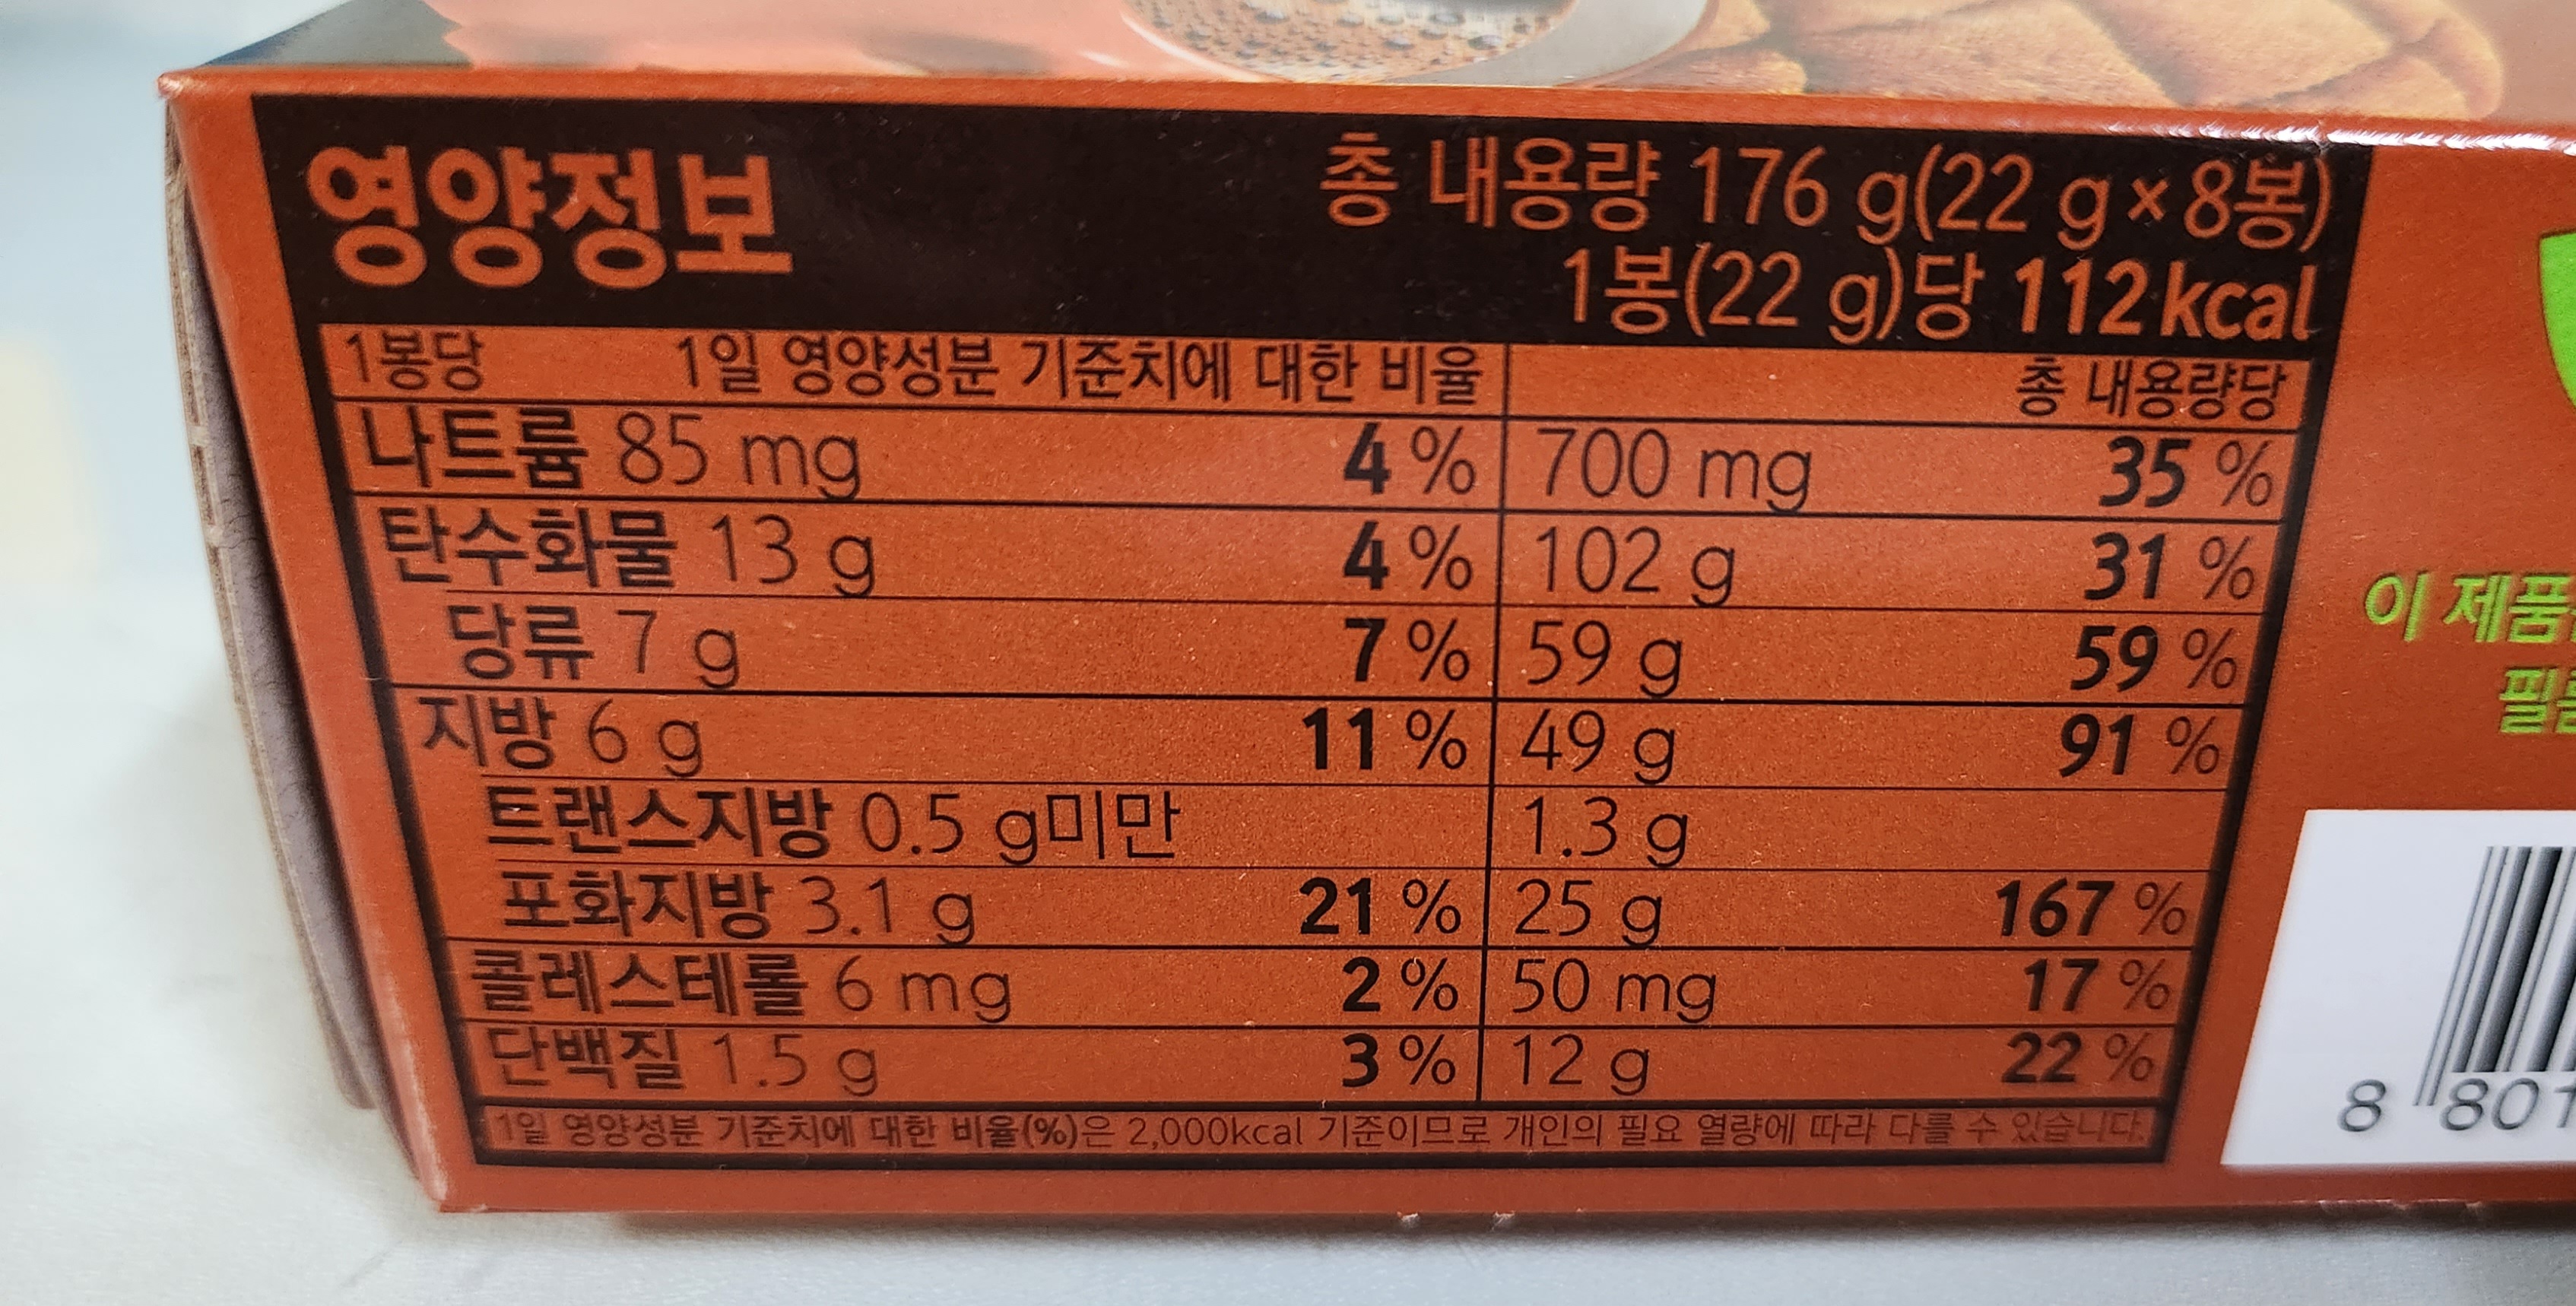 영양정보
총 내용량 176 g(22 g×8봉)
1봉(22 g)당 112 kcal
1봉당 1일 영양성분 기준치에 대한 비율 총 내용량당
나트륨 85 mg 4 % 700 mg 35 %
탄수화물 13 g 4 % 102 g 31 %
당류 7 g 7 % 59 g 59 %
지방 6 g 11 % 49 g 91 %
트랜스지방 0.5 g미만 1.3 g
포화지방 3.1 g 21 % 25 g 167 %
콜레스테롤 6 mg 2 % 50 mg 17 %
단백질 1.5 g 3 % 12 g 22 %
1일 영양성분 기준치에 대한 비율(%)은 2,000kcal 기준이므로 개인의 필요 열량에 따라 다를 수 있습니다.
이 제품
8 801